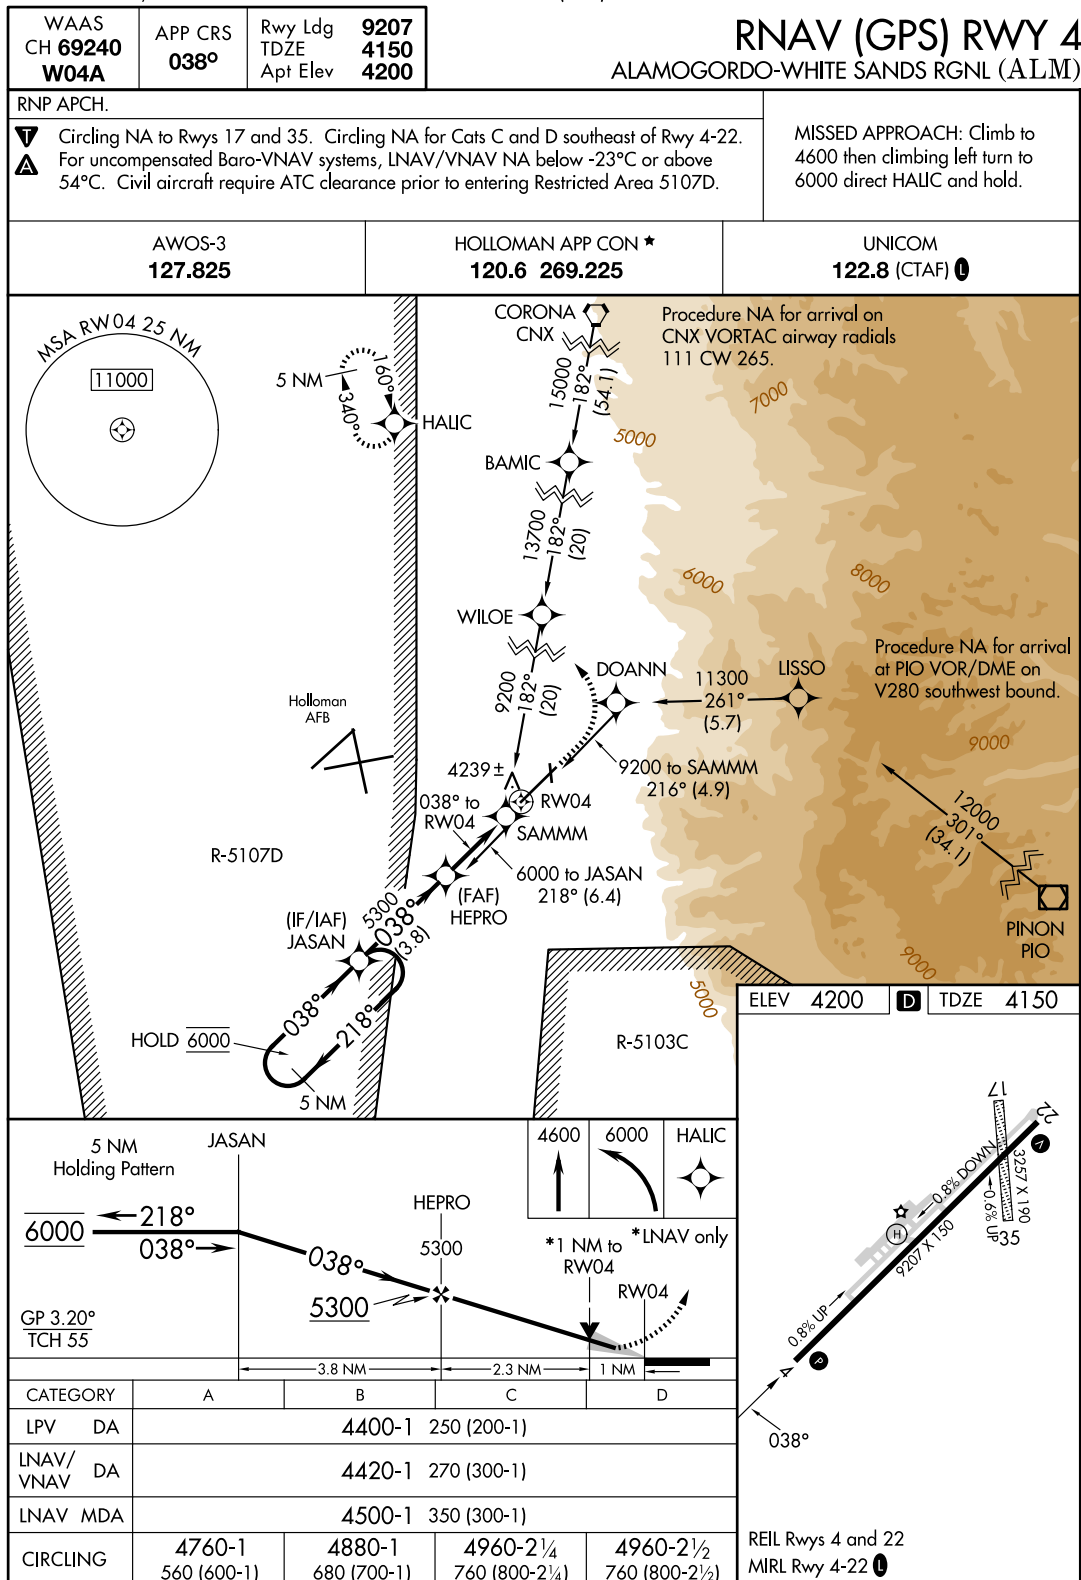 WAAS
CH 69240
W04A
APP CRS
038°
Rwy Ldg 9207
TDZE 4150
Apt Elev 4200
RNAV (GPS) RWY 4
ALAMOGORDO-WHITE SANDS RGNL (ALM)
RNP APCH.
T
A
Circling NA to Rwys 17 and 35. Circling NA for Cats C and D southeast of Rwy 4-22.
For uncompensated Baro-VNAV systems, LNAV/VNAV NA below -23°C or above
54°C. Civil aircraft require ATC clearance prior to entering Restricted Area 5107D.
MISSED APPROACH: Climb to
4600 then climbing left turn to
6000 direct HALIC and hold.
AWOS-3
127.825
HOLLOMAN APP CON ★
120.6 269.225
UNICOM
122.8 (CTAF) L
MSA RW04 25 NM
11000
5 NM
160°
340°
HALIC
CORONA
CNX
15000
182°
(54.1)
Procedure NA for arrival on
CNX VORTAC airway radials
111 CW 265.
7000
5000
BAMIC
13700
182°
(20)
6000
8000
WILOE
9200
182°
(20)
Procedure NA for arrival
at PIO VOR/DME on
V280 southwest bound.
DOANN
11300
261°
(5.7)
LISSO
9000
Holloman
AFB
4239 ±
9200 to SAMMM
216° (4.9)
038° to
RW04
RW04
SAMMM
12000
301°
(34.1)
R-5107D
6000 to JASAN
218° (6.4)
(FAF)
HEPRO
(IF/IAF)
JASAN
5300
038°
(3.8)
PINON
PIO
9000
5000
HOLD 6000
038°
218°
5 NM
R-5103C
ELEV 4200 D TDZE 4150
17
22
V
3257 X 190
0.8% DOWN
0.6% UP
35
H
9207 X 150
0.8% UP
4
P
038°
REIL Rwys 4 and 22
MIRL Rwy 4-22 L
5 NM
Holding Pattern
JASAN
4600
6000
HALIC
6000
218°
038°
HEPRO
5300
*LNAV only
*1 NM to
RW04
RW04
038°
5300
GP 3.20°
TCH 55
3.8 NM
2.3 NM
1 NM
CATEGORY A B C D
LPV DA 4400-1 250 (200-1)
LNAV/
VNAV DA 4420-1 270 (300-1)
LNAV MDA 4500-1 350 (300-1)
CIRCLING 4760-1 4880-1 4960-2¼ 4960-2½
560 (600-1) 680 (700-1) 760 (800-2¼) 760 (800-2½)